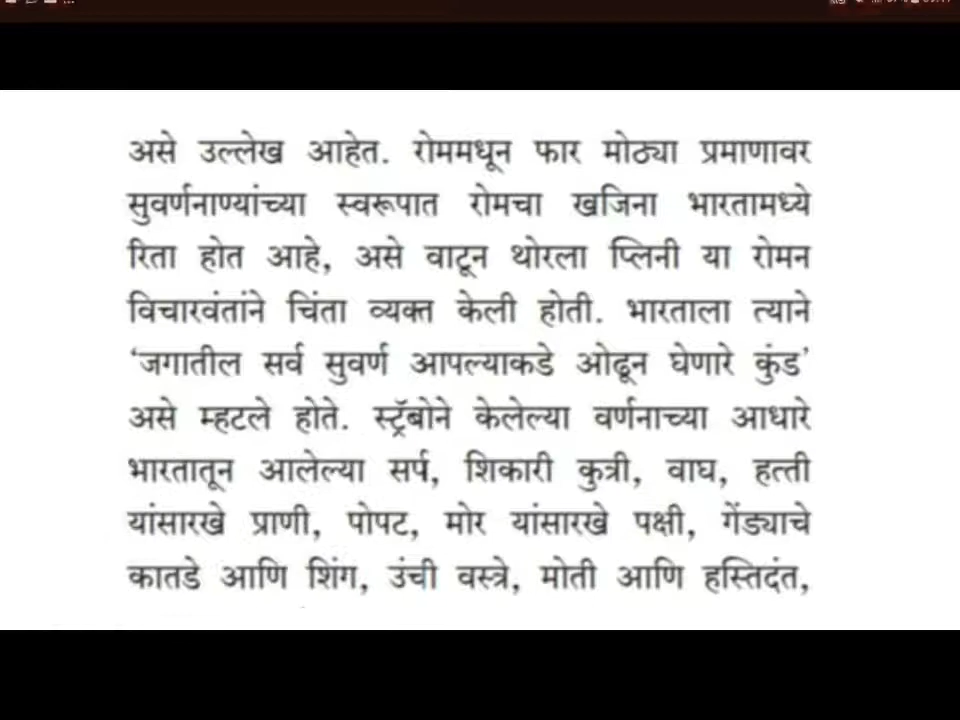 असे उल्लेख आहेत. रोममधून फार मोठ्या प्रमाणावर
सुवर्णनाण्यांच्या स्वरूपात रोमचा खजिना भारतामध्ये
रिता होत आहे, असे वाटून थोरला प्लिनी या रोमन
विचारवंतांने चिंता व्यक्त केली होती. भारताला त्याने
‘जगातील सर्व सुवर्ण आपल्याकडे ओढून घेणारे कुंड’
असे म्हटले होते. स्ट्रॅबोने केलेल्या वर्णनाच्या आधारे
भारतातून आलेल्या सर्प, शिकारी कुत्री, वाघ, हत्ती
यांसारखे प्राणी, पोपट, मोर यांसारखे पक्षी, गेंड्याचे
कातडे आणि शिंग, उंची वस्त्रे, मोती आणि हस्तिदंत,